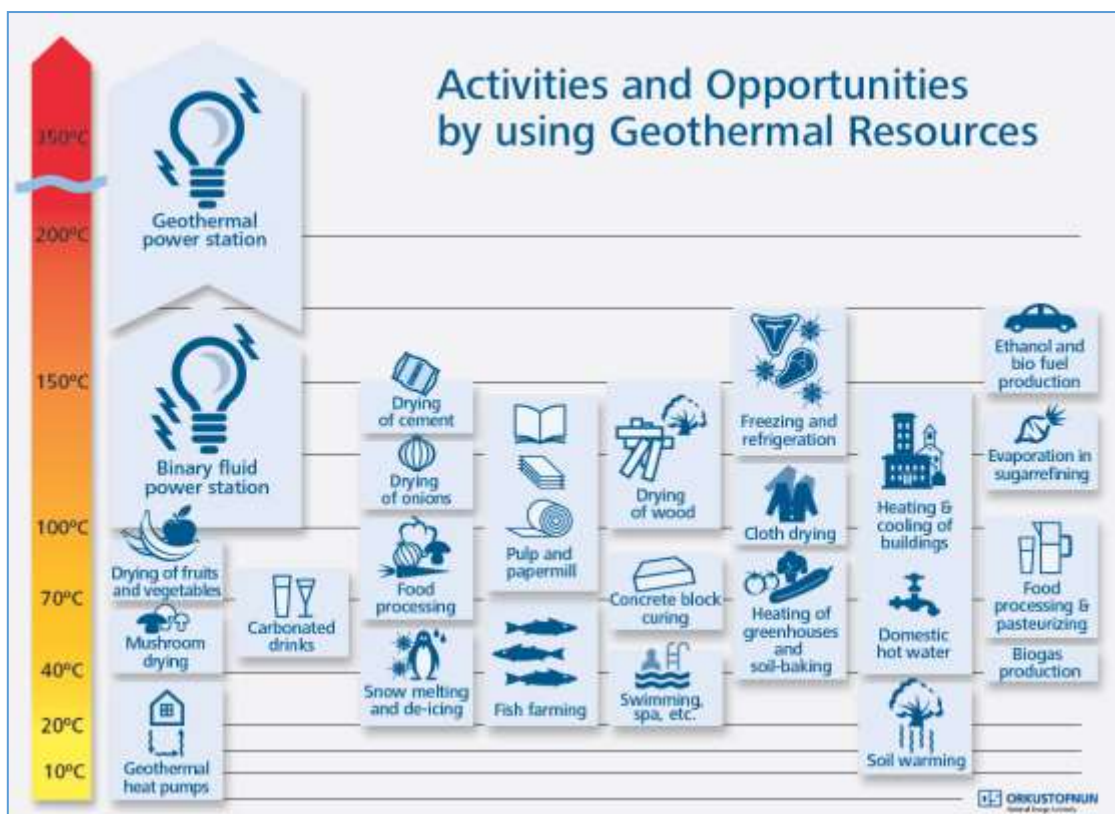 Activities and Opportunities
by using Geothermal Resources
350°C
200°C
150°C
100°C
70°C
40°C
20°C
10°C
Geothermal
power station
Binary fluid
power station
Drying of fruits
and vegetables
Mushroom
drying
Geothermal
heat pumps
Carbonated
drinks
Drying
of cement
Drying
of onions
Food
processing
Snow melting
and de-icing
Pulp and
papermill
Fish farming
Drying
of wood
Concrete block
curing
Swimming,
spa, etc.
Freezing and
refrigeration
Cloth drying
Heating of
greenhouses
and
soil-baking
Heating &
cooling of
buildings
Domestic
hot water
Soil warming
Ethanol and
bio fuel
production
Evaporation in
sugarrefining
Food
processing &
pasteurizing
Biogas
production
ORKUSTOFNUN
National Energy Authority